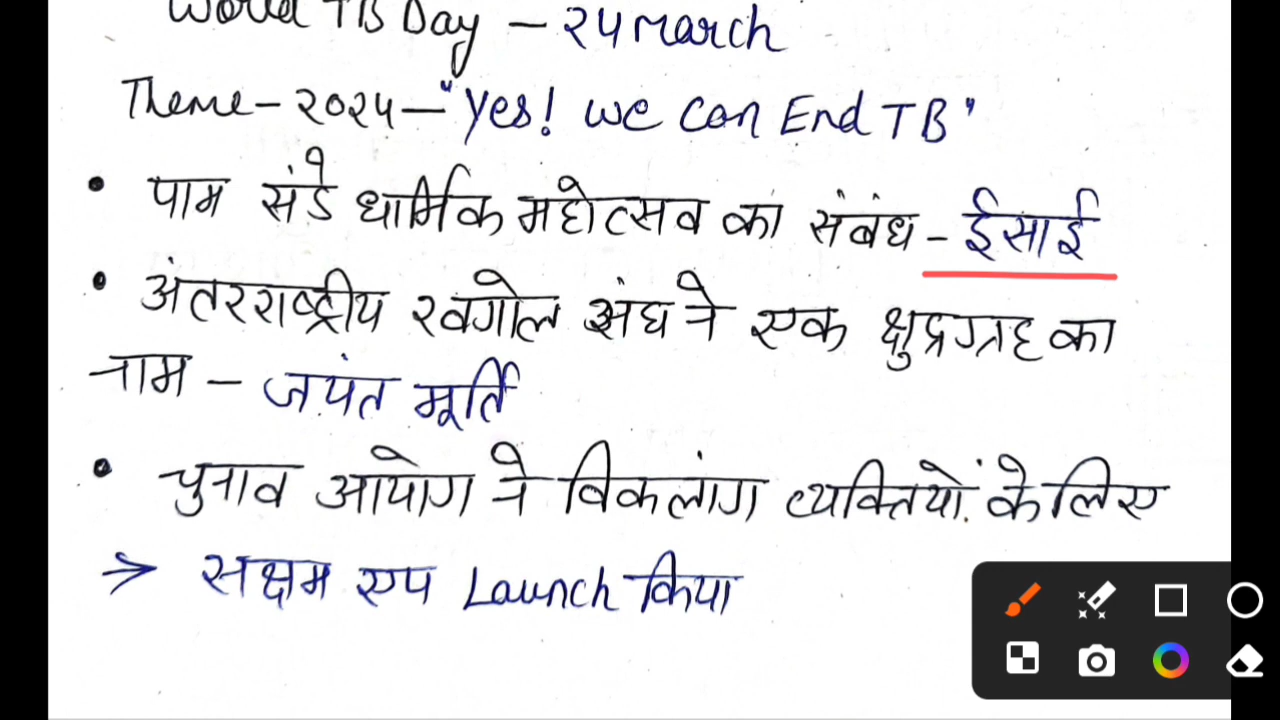 World TB Day – 24 March
Theme – 2024 – "Yes! We Can End TB"
• पाम संडे धार्मिक महोत्सव का संबंध – ईसाई
• अंतरराष्ट्रीय खगोल संघ ने एक क्षुद्रग्रह का
नाम – जयंत मूर्ति
• चुनाव आयोग ने विकलांग व्यक्तियों के लिए
→ सक्षम एप Launch किया